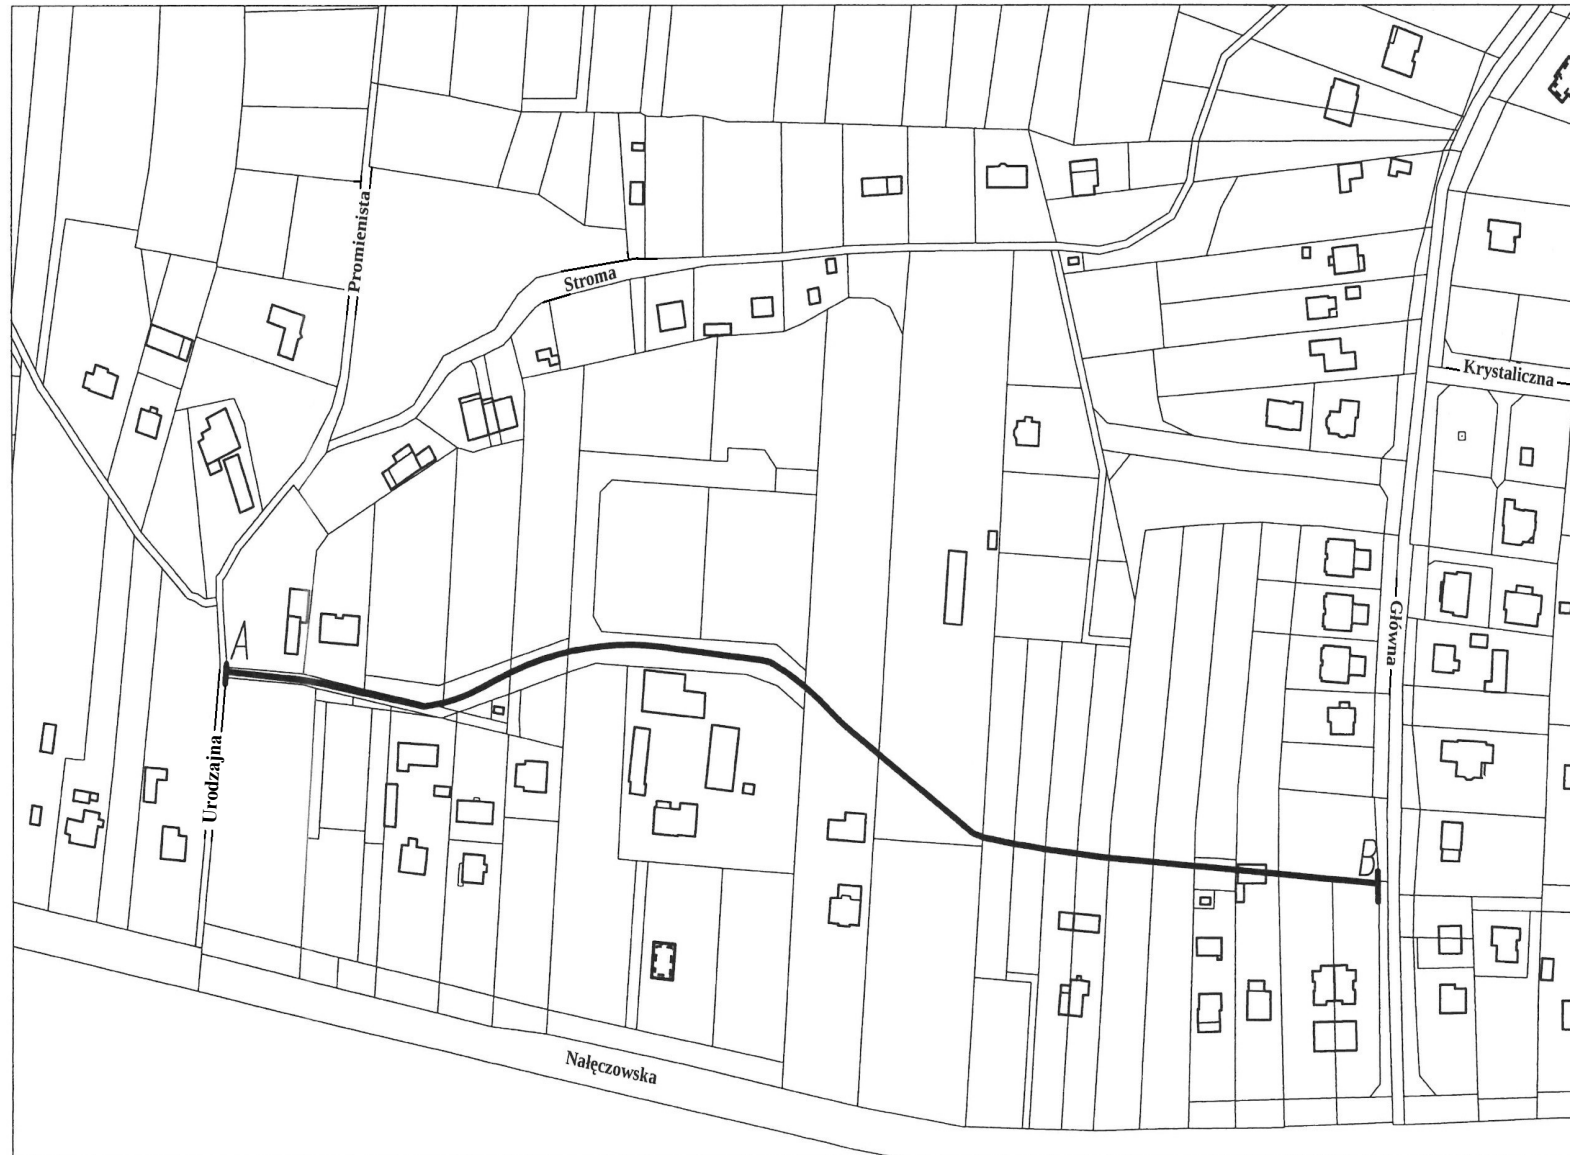 Promienista
Stroma
Krystaliczna
Główna
A
Urodzajna
B
Nałęczowska